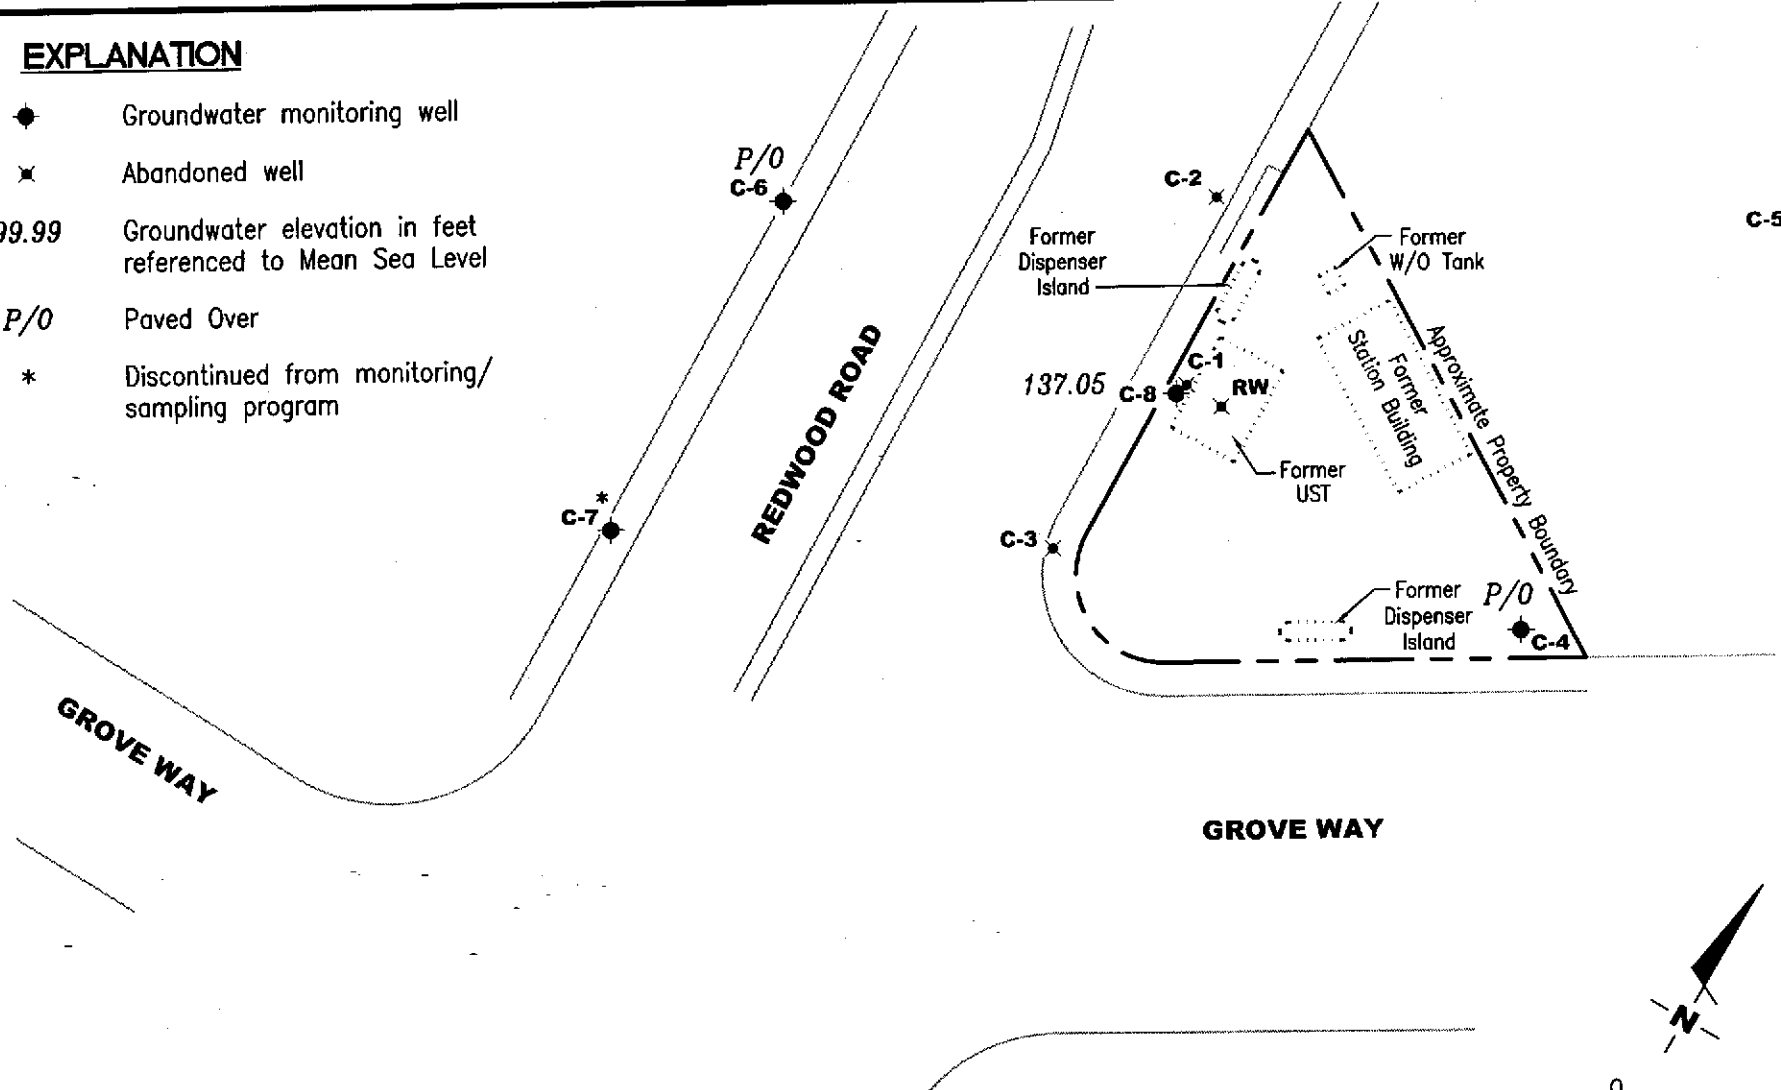 EXPLANATION
Groundwater monitoring well
Abandoned well
99.99 Groundwater elevation in feet
referenced to Mean Sea Level
P/O Paved Over
* Discontinued from monitoring/
sampling program
P/O
C-6
*
C-7
REDWOOD ROAD
GROVE WAY
C-2
Former
Dispenser
Island
Former
W/O Tank
C-5
137.05
C-8
C-1
RW
Former
UST
Former
Station Building
Approximate Property Boundary
C-3
Former
Dispenser
Island
P/O
C-4
GROVE WAY
N